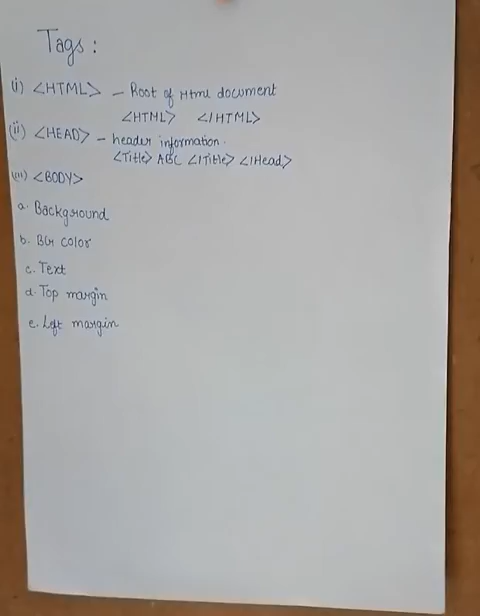 Tags :
(i) <HTML> – Root of Html document
<HTML> </HTML>
(ii) <HEAD> – header information.
<Title> ABC </Title> </Head>
(iii) <BODY>
a. Background
b. BG color
c. Text
d. Top margin
e. Left margin